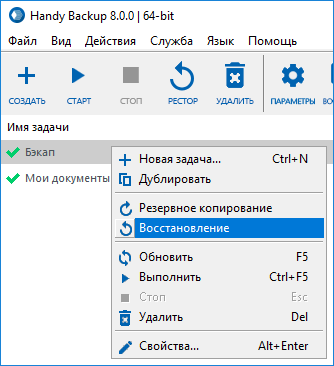 Handy Backup 8.0.0 | 64-bit
Файл Вид Действия Служба Язык Помощь
СОЗДАТЬ СТАРТ СТОП РЕСТОР УДАЛИТЬ ПАРАМЕТРЫ ВОС
Имя задачи
Бэкап
Новая задача... Ctrl+N
Мои документы Дублировать
Резервное копирование
Восстановление
Обновить F5
Выполнить Ctrl+F5
Стоп Esc
Удалить Del
Свойства... Alt+Enter